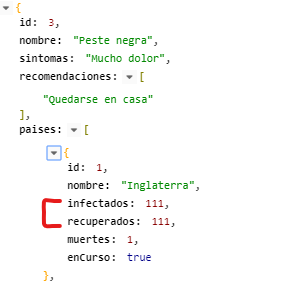 {
id: 3,
nombre: "Peste negra",
sintomas: "Mucho dolor",
recomendaciones: [
"Quedarse en casa"
],
paises: [
{
id: 1,
nombre: "Inglaterra",
infectados: 111,
recuperados: 111,
muertes: 1,
enCurso: true
},